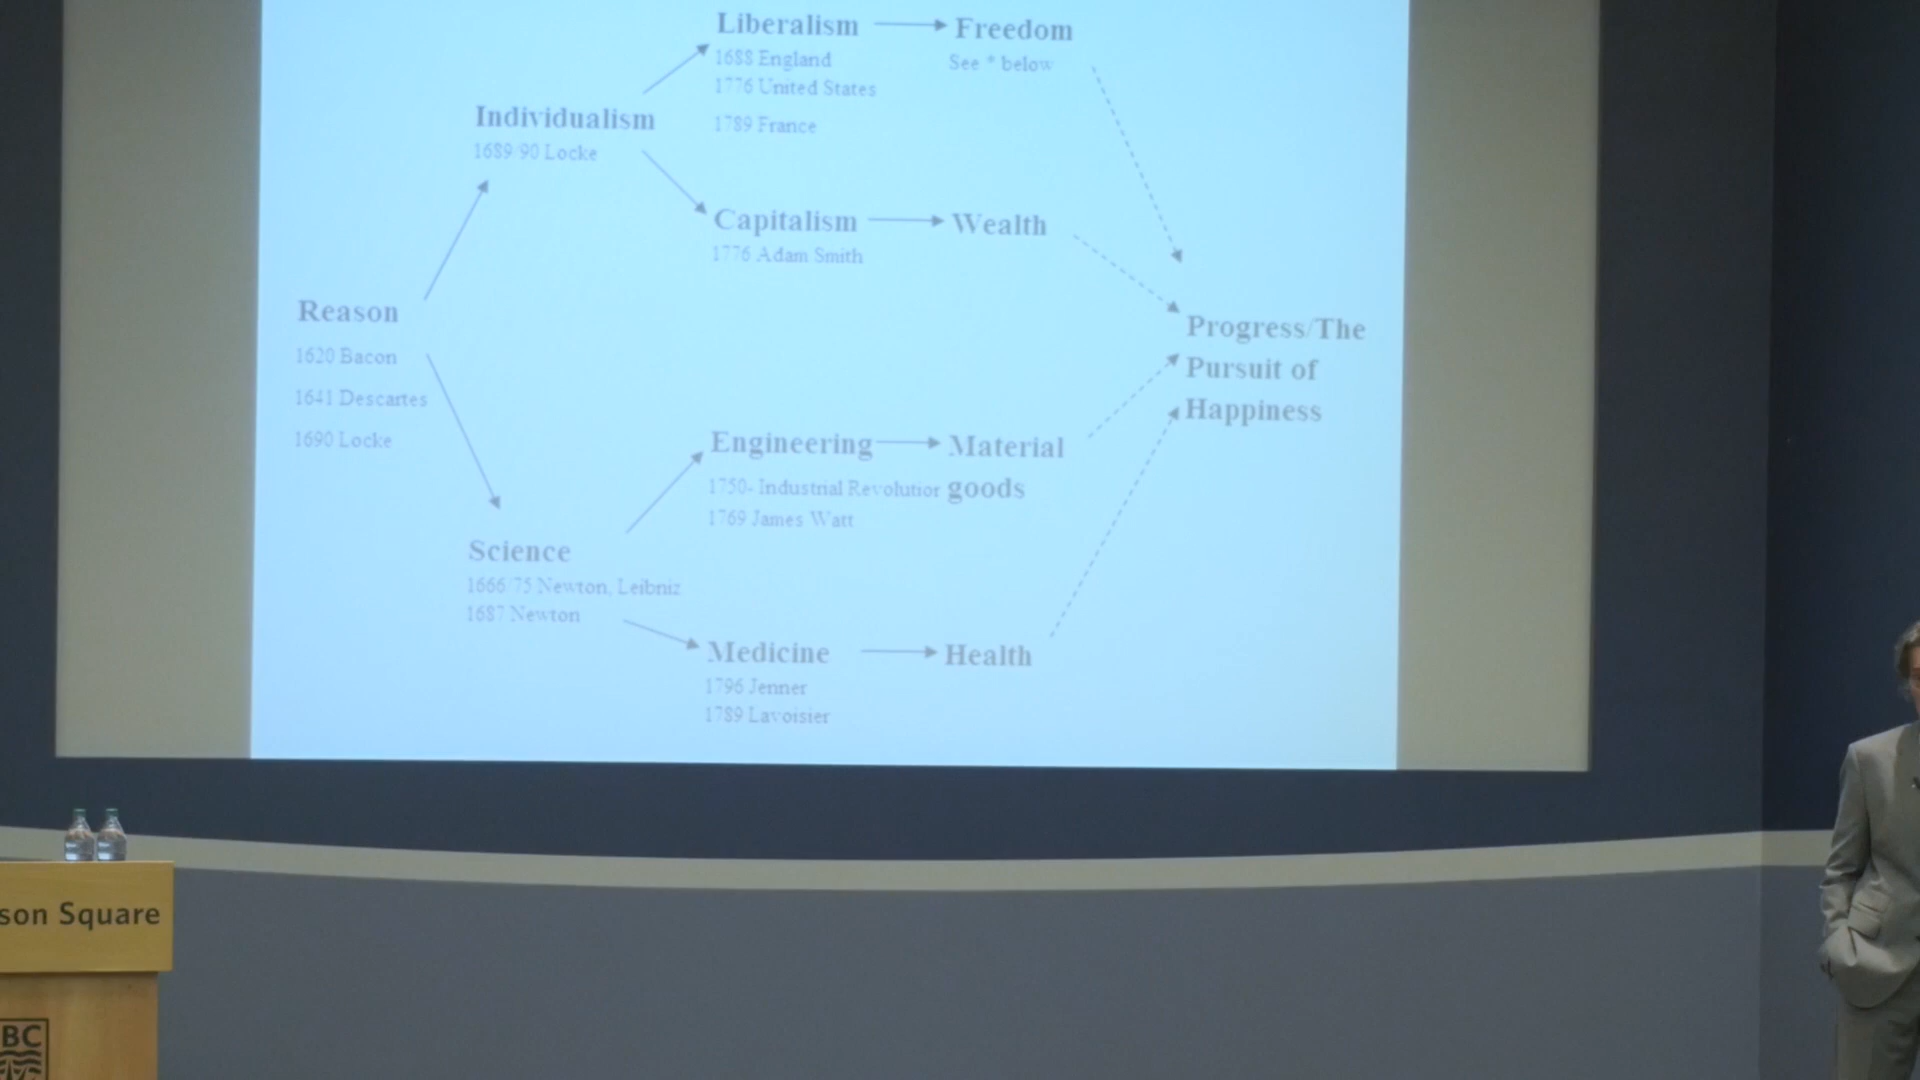 Liberalism
Freedom
1688 England
See * below
1776 United States
1789 France
Individualism
1689/90 Locke
Capitalism
Wealth
1776 Adam Smith
Reason
1620 Bacon
1641 Descartes
1690 Locke
Progress/The
Pursuit of
Happiness
Engineering
Material
goods
1750- Industrial Revolution
1769 James Watt
Science
1666/75 Newton, Leibniz
1687 Newton
Medicine
Health
1796 Jenner
1789 Lavoisier
son Square
BC